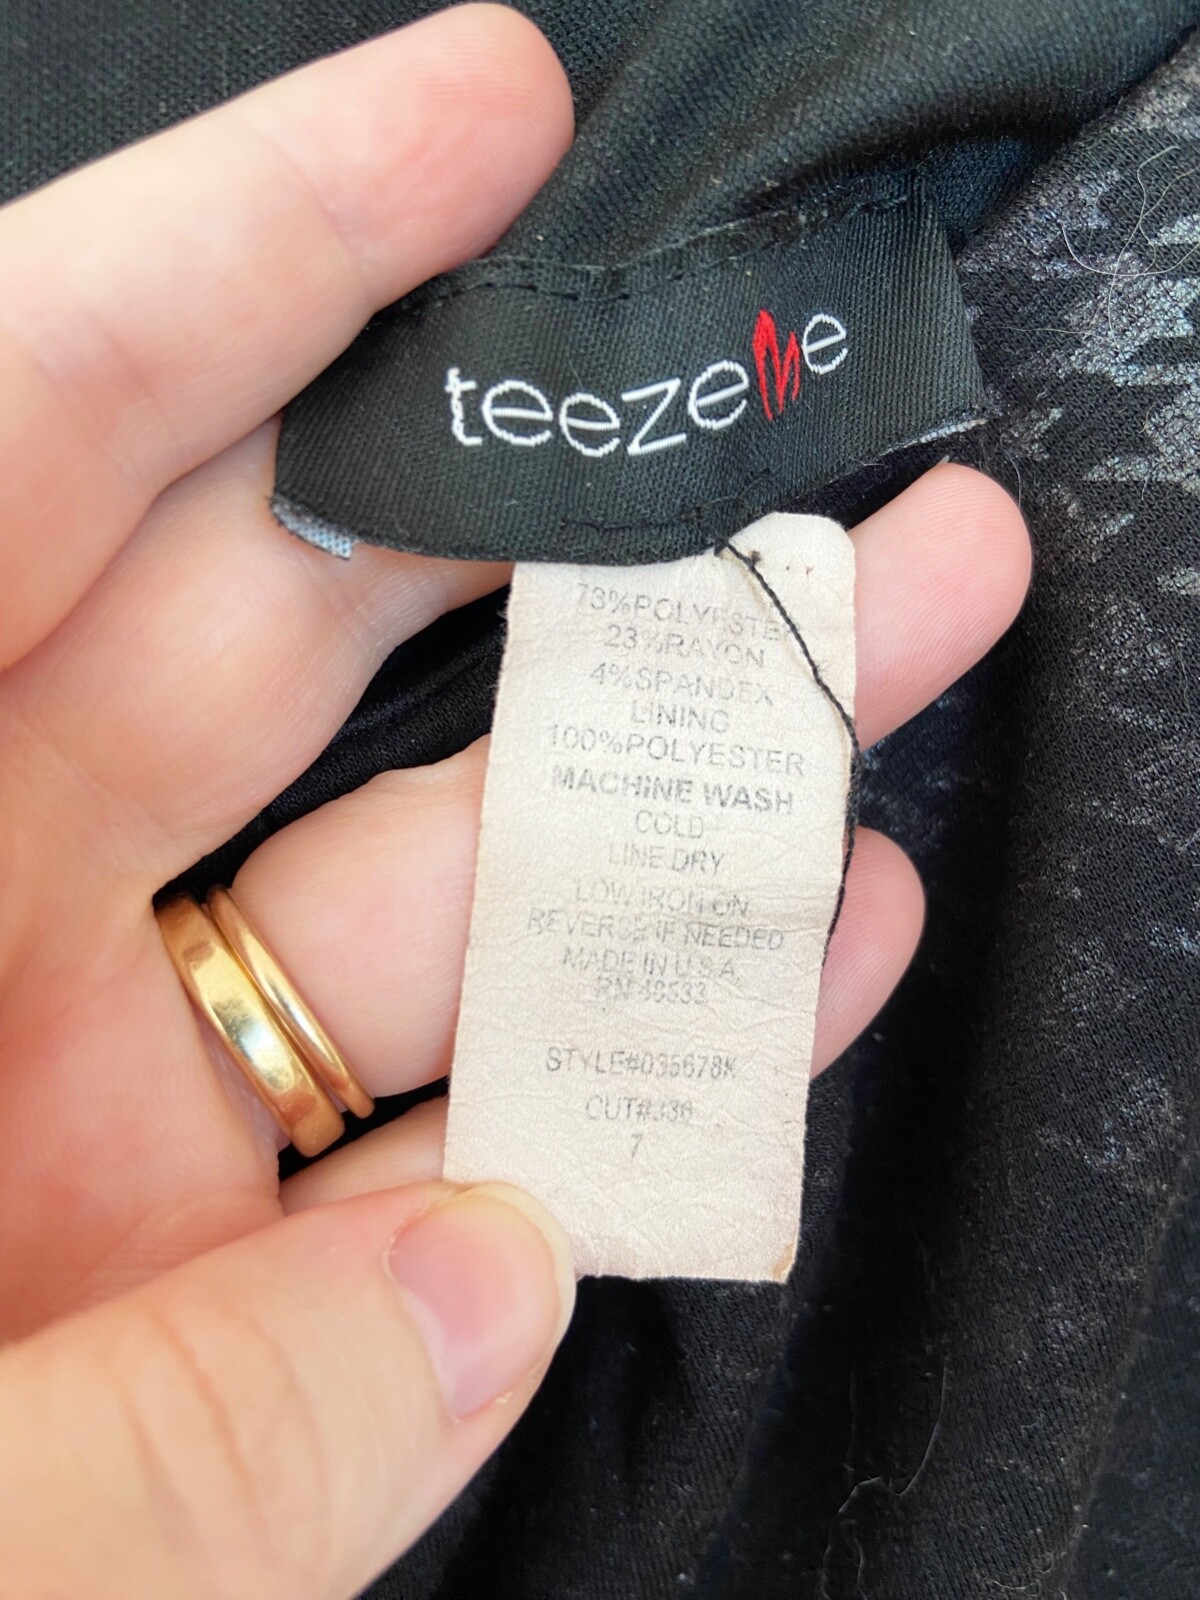 teezeMe
73%POLYESTER
23%RAYON
4%SPANDEX
LINING
100%POLYESTER
MACHINE WASH
COLD
LINE DRY
LOW IRON ON
REVERSE IF NEEDED
MADE IN U.S.A
RN
STYLE#035678K
7